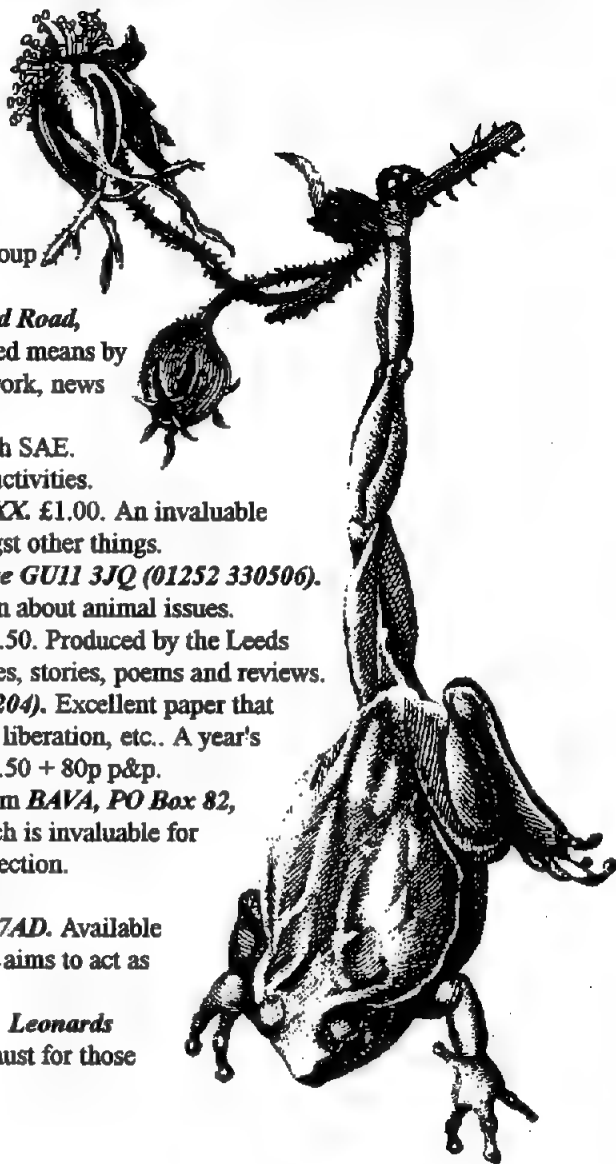 oup
d Road,
ed means by
work, news
h SAE.
activities.
XX. £1.00. An invaluable
gst other things.
e GU11 3JQ (01252 330506).
n about animal issues.
.50. Produced by the Leeds
es, stories, poems and reviews.
204). Excellent paper that
liberation, etc.. A year's
.50 + 80p p&p.
m BAVA, PO Box 82,
ch is invaluable for
ection.
7AD. Available
aims to act as
Leonards
nust for those